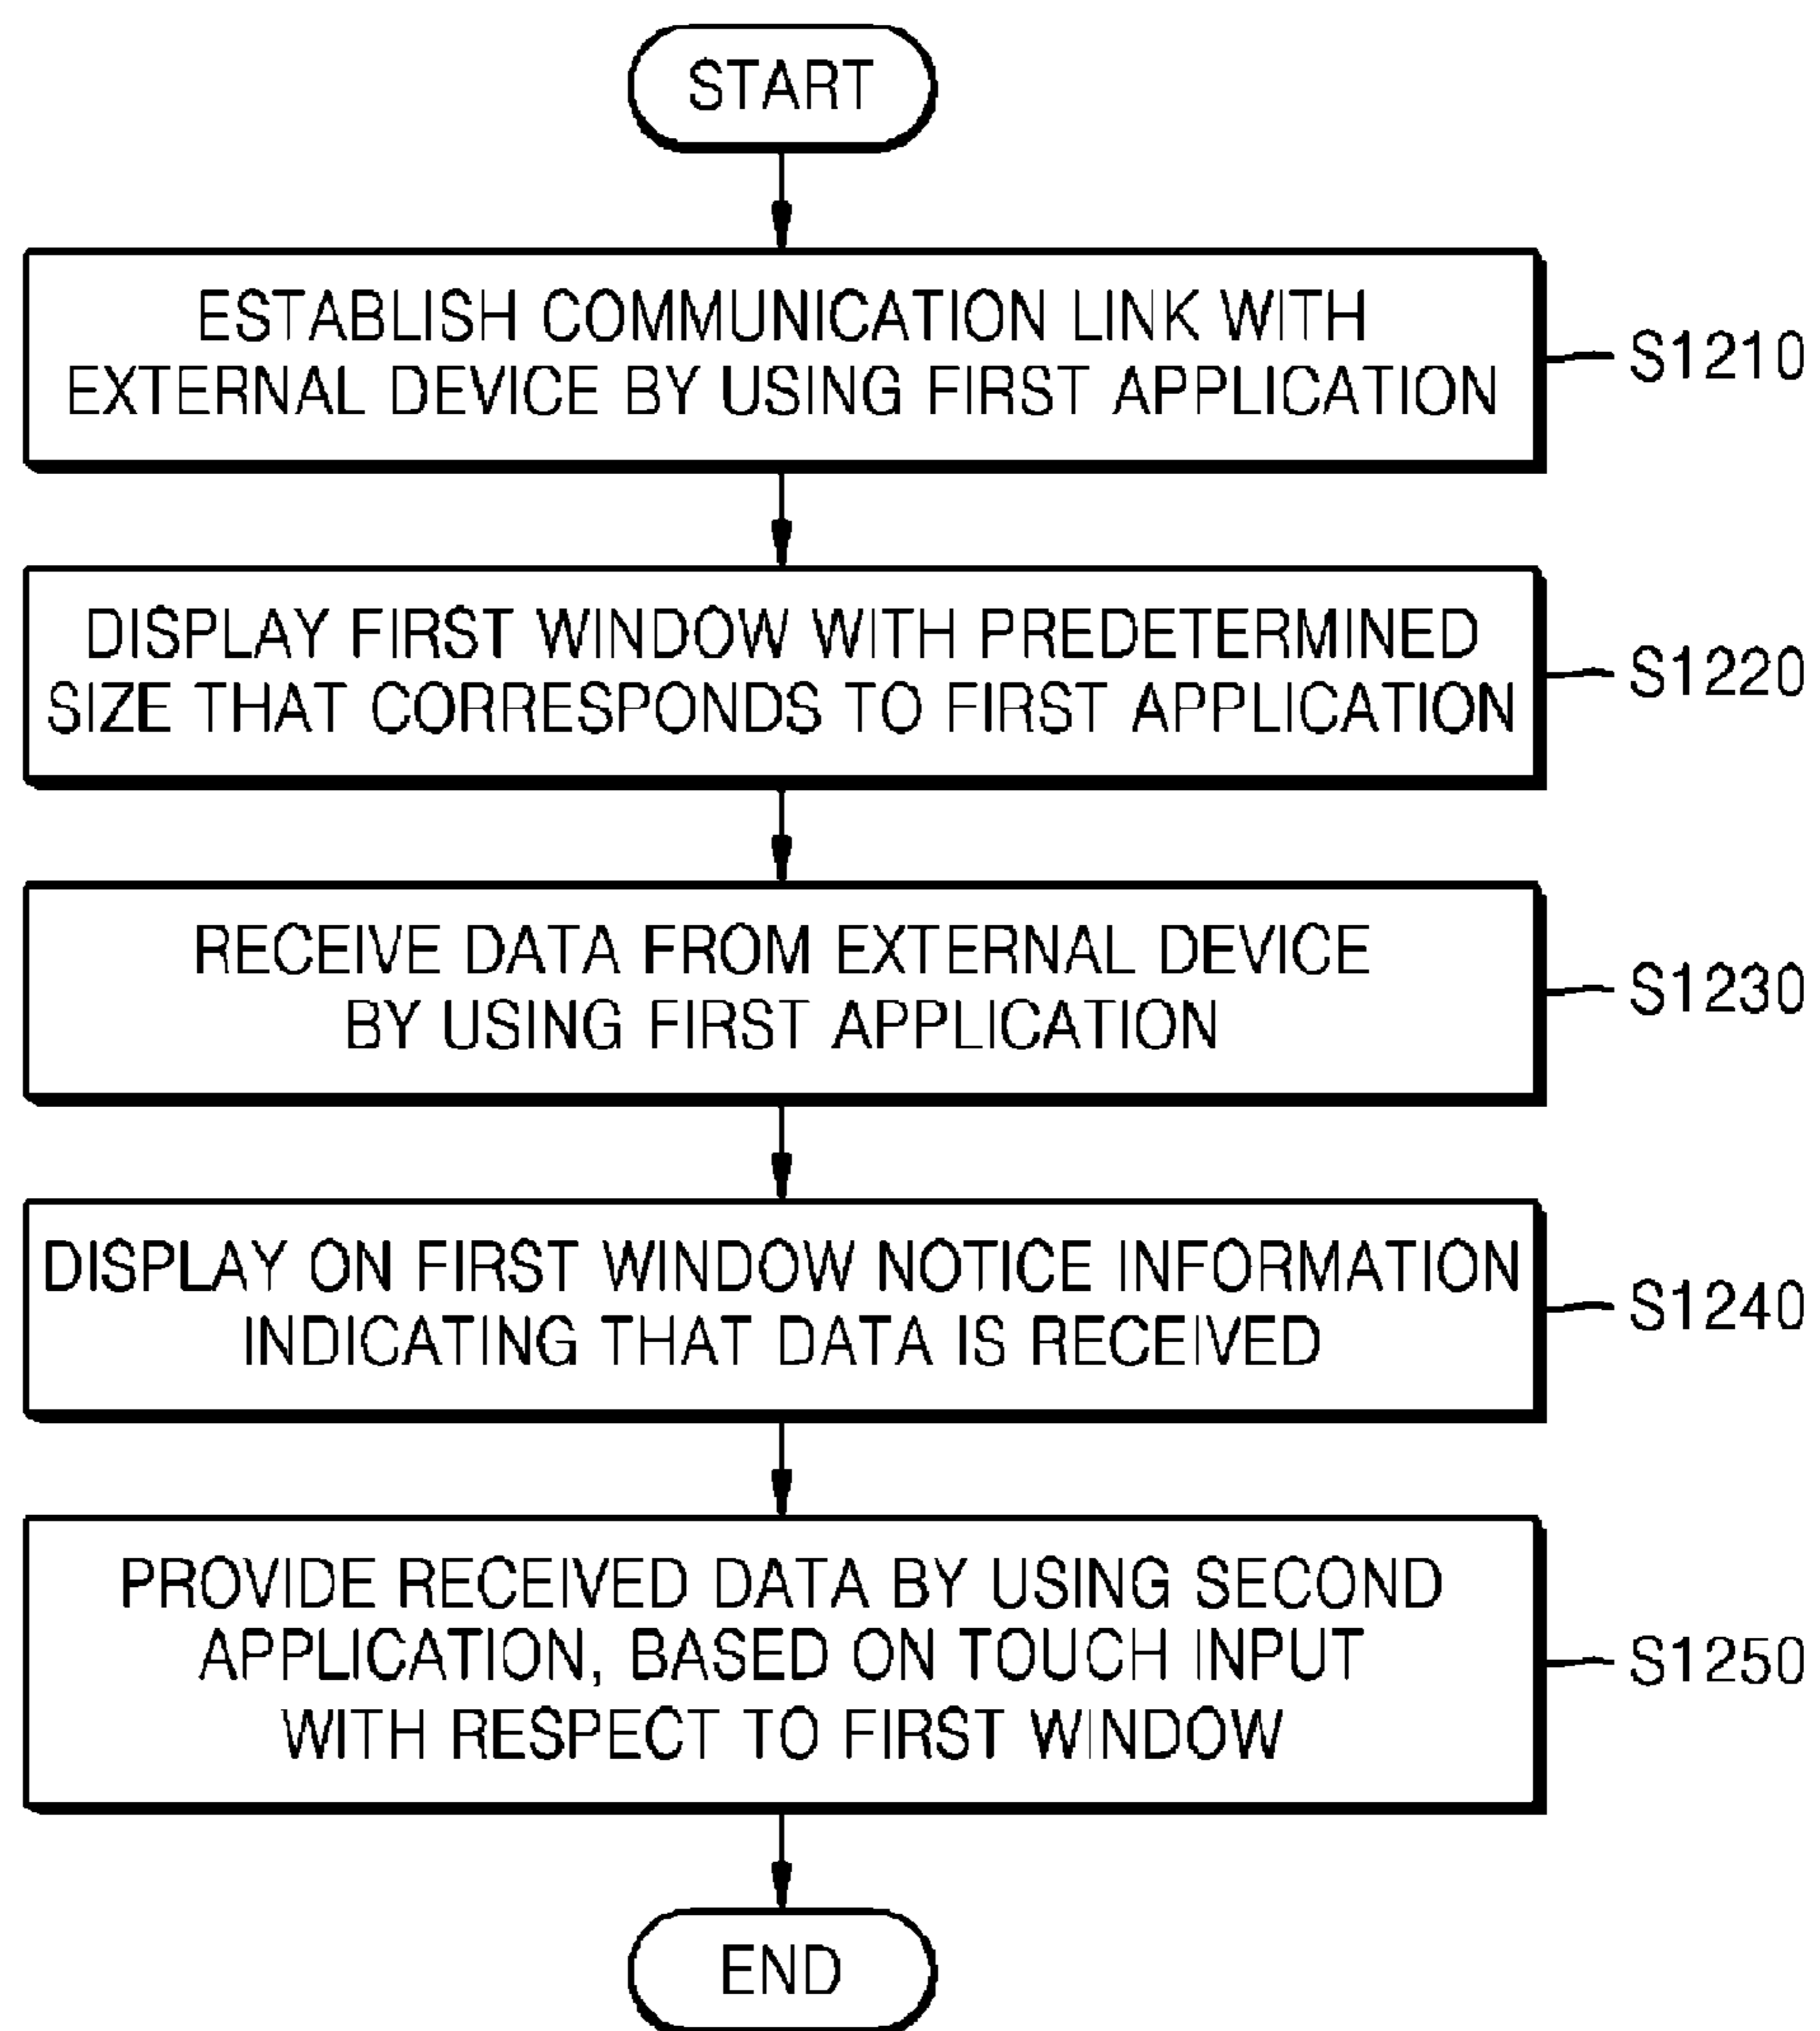 START
ESTABLISH COMMUNICATION LINK WITH
EXTERNAL DEVICE BY USING FIRST APPLICATION
S1210
DISPLAY FIRST WINDOW WITH PREDETERMINED
SIZE THAT CORRESPONDS TO FIRST APPLICATION
S1220
RECEIVE DATA FROM EXTERNAL DEVICE
BY USING FIRST APPLICATION
S1230
DISPLAY ON FIRST WINDOW NOTICE INFORMATION
INDICATING THAT DATA IS RECEIVED
S1240
PROVIDE RECEIVED DATA BY USING SECOND
APPLICATION, BASED ON TOUCH INPUT
WITH RESPECT TO FIRST WINDOW
S1250
END